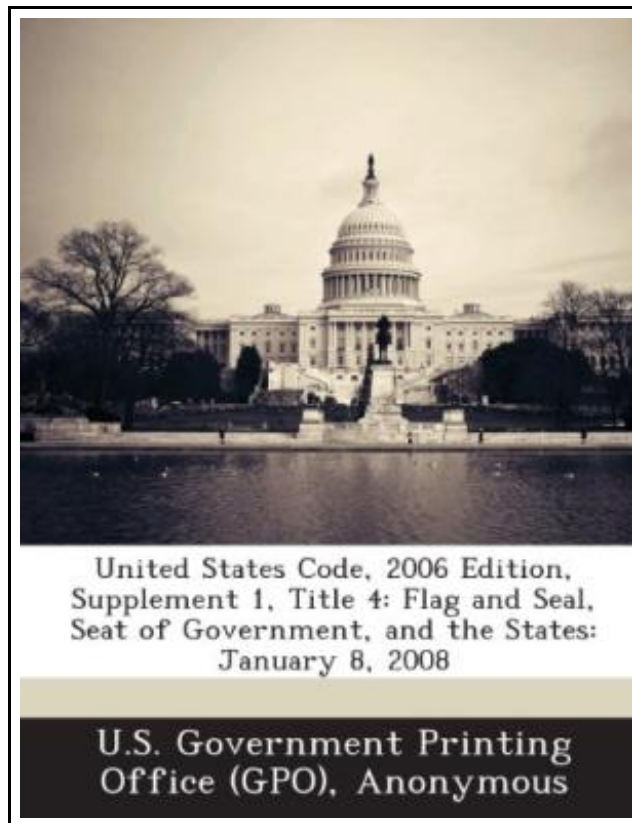 United States Code, 2006 Edition,
Supplement 1, Title 4: Flag and Seal,
Seat of Government, and the States:
January 8, 2008
U.S. Government Printing
Office (GPO), Anonymous